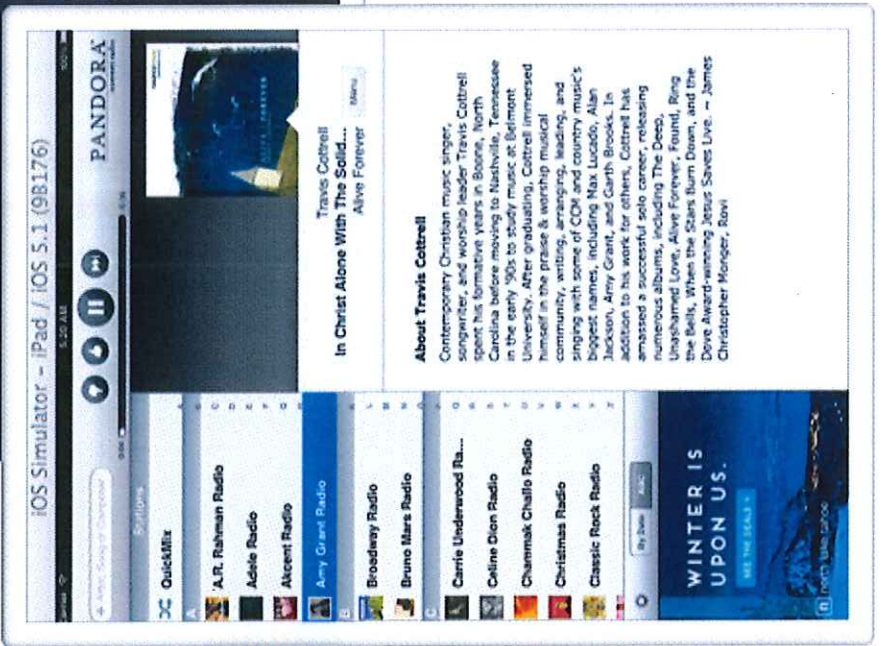 iOS Simulator – iPad / iOS 5.1 (9B176)
5:20 AM
100%
PANDORA
Stations
QuickMix
A
A.R. Rahman Radio
Adele Radio
Akcent Radio
Amy Grant Radio
B
Broadway Radio
Bruno Mars Radio
C
Carrie Underwood Ra...
Celine Dion Radio
Chammak Challo Radio
Christmas Radio
Classic Rock Radio
By Date
ABC
WINTER IS
UPON US.
SEE THE DEALS >
n north lake tahoe
Travis Cottrell
In Christ Alone With The Solid...
Alive Forever
Menu
About Travis Cottrell
Contemporary Christian music singer,
songwriter, and worship leader Travis Cottrell
spent his formative years in Boone, North
Carolina before moving to Nashville, Tennessee
in the early '90s to study music at Belmont
University. After graduating, Cottrell immersed
himself in the praise & worship musical
community, writing, arranging, leading, and
singing with some of CCM and country music's
biggest names, including Max Lucado, Alan
Jackson, Amy Grant, and Garth Brooks. In
addition to his work for others, Cottrell has
amassed a successful solo career, releasing
numerous albums, including The Deep,
Unashamed Love, Alive Forever, Found, Ring
the Bells, When the Stars Burn Down, and the
Dove Award-winning Jesus Saves Live. – James
Christopher Monger, Rovi